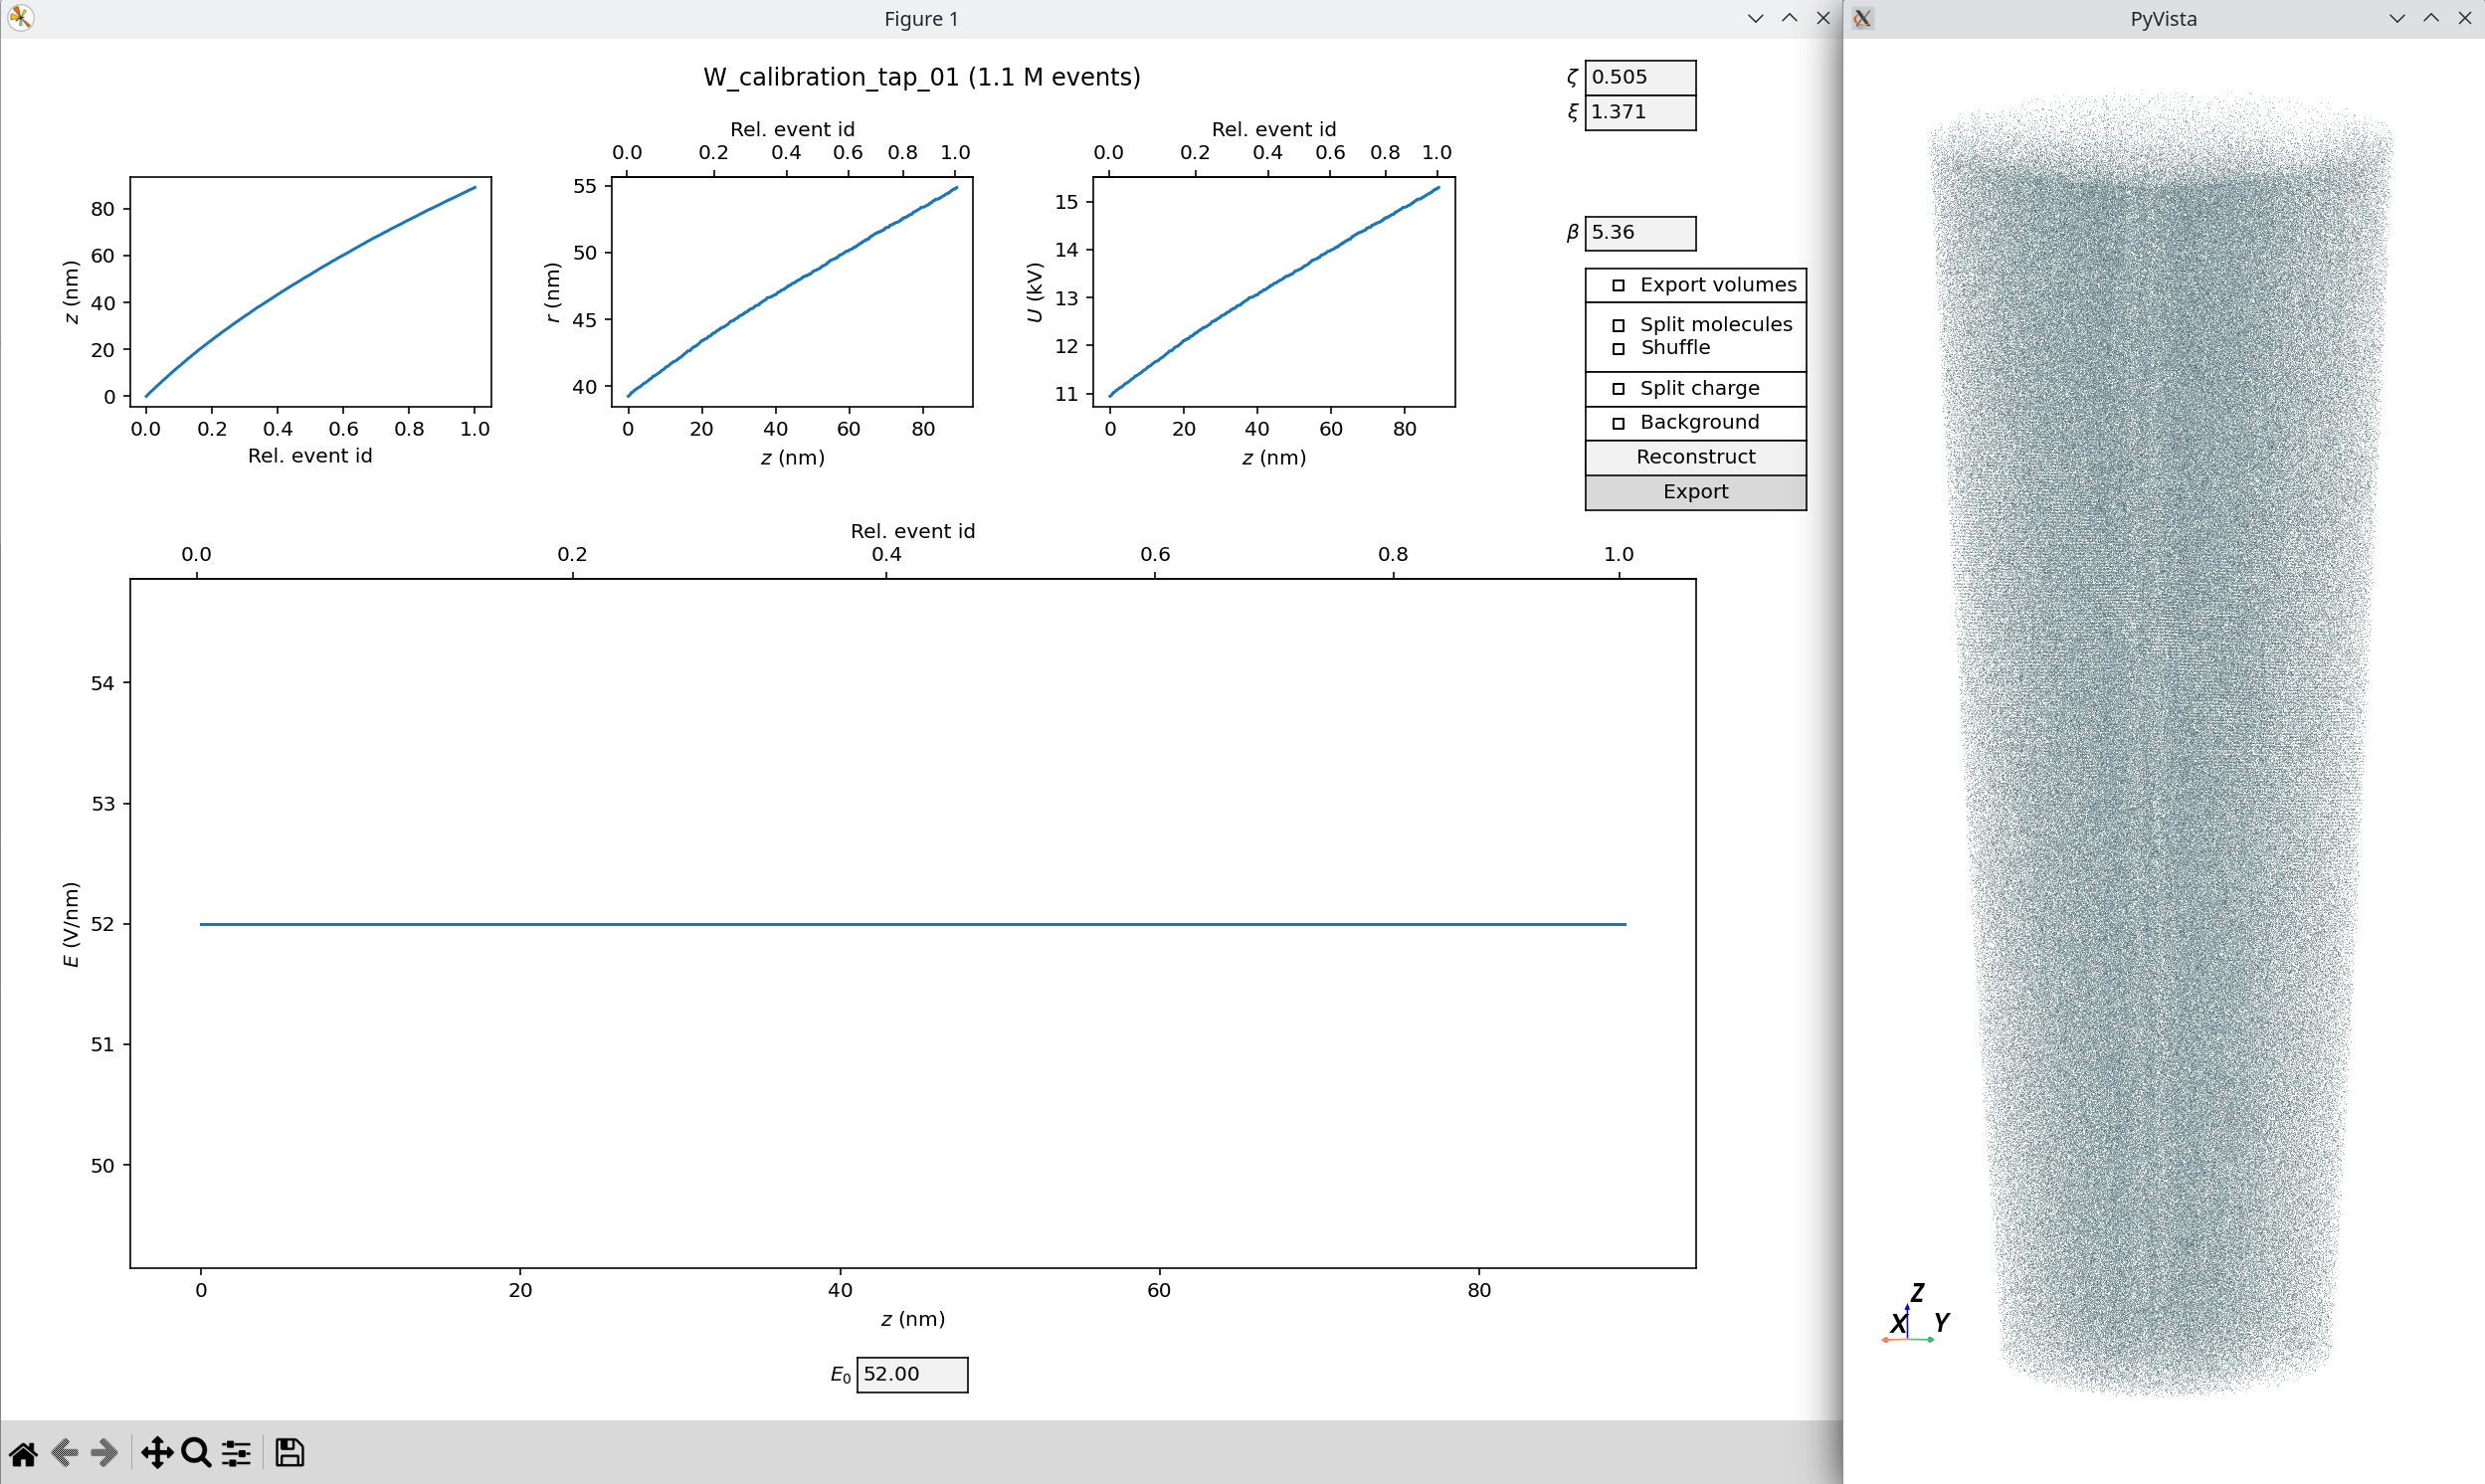 Figure 1
PyVista
W_calibration_tap_01 (1.1 M events)
ζ 0.505
ξ 1.371
β 5.36
Export volumes
Split molecules
Shuffle
Split charge
Background
Reconstruct
Export
80
60
40
20
0
z (nm)
0.0 0.2 0.4 0.6 0.8 1.0
Rel. event id
Rel. event id
0.0 0.2 0.4 0.6 0.8 1.0
55
50
45
40
r (nm)
0 20 40 60 80
z (nm)
Rel. event id
0.0 0.2 0.4 0.6 0.8 1.0
15
14
13
12
11
U (kV)
0 20 40 60 80
z (nm)
Rel. event id
0.0 0.2 0.4 0.6 0.8 1.0
54
53
52
51
50
E (V/nm)
0 20 40 60 80
z (nm)
E0 52.00
Z
X Y